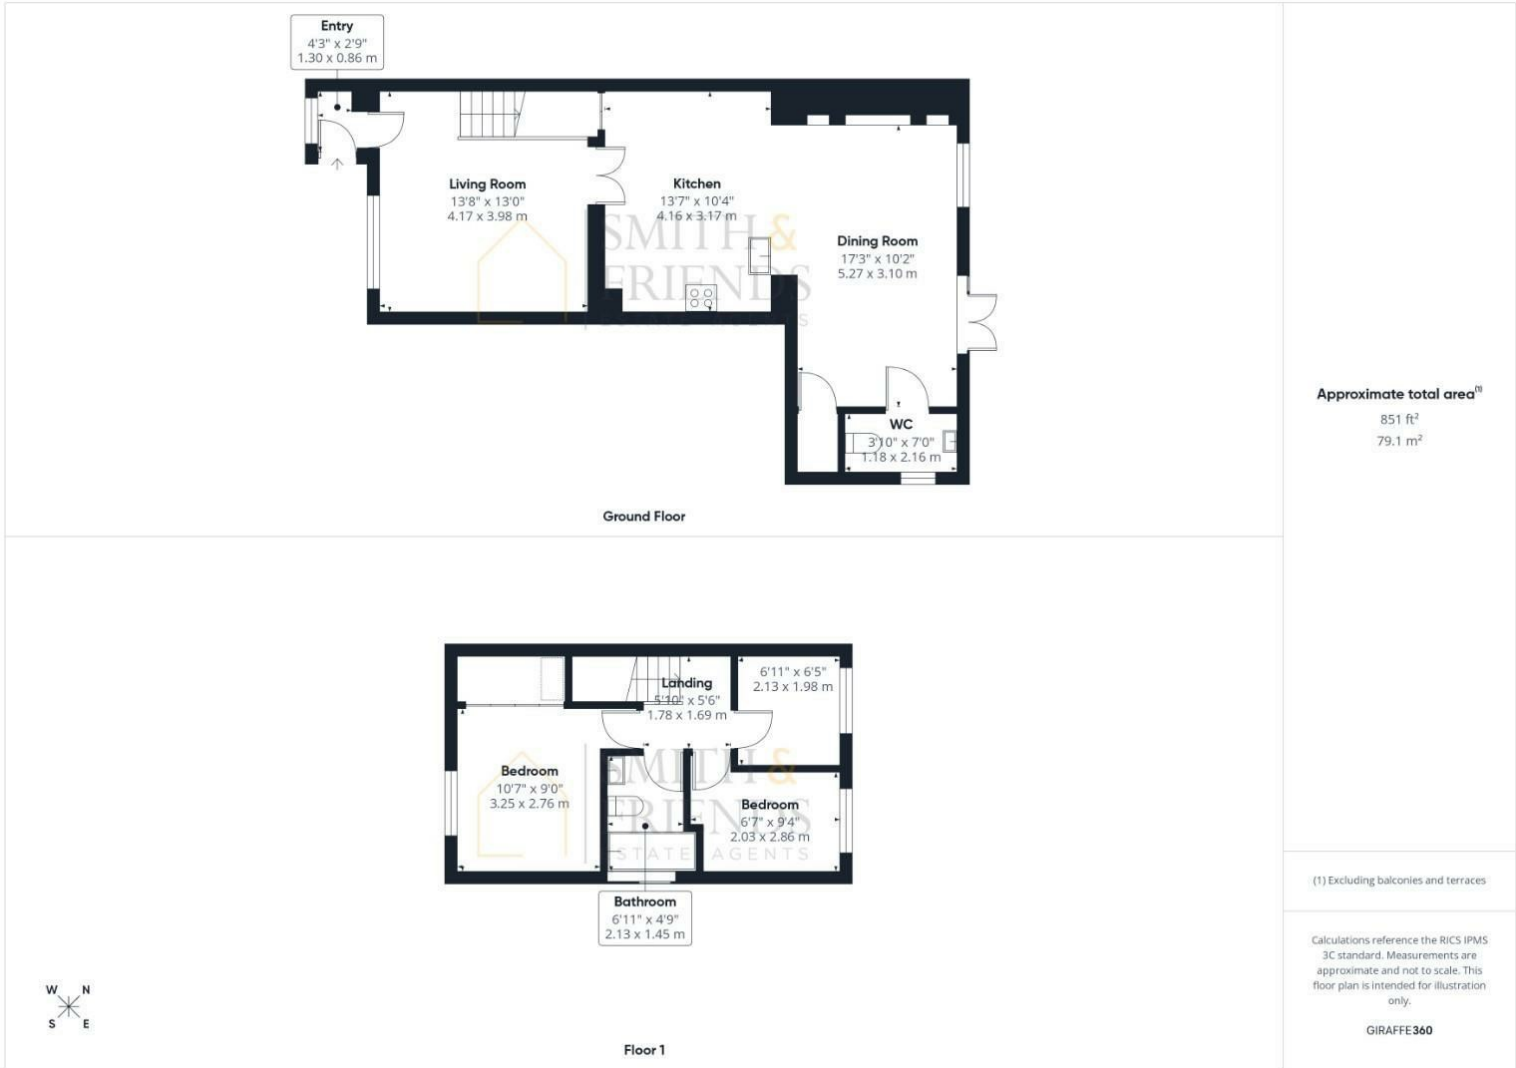 Entry
4'3" x 2'9"
1.30 x 0.86 m
Living Room
13'8" x 13'0"
4.17 x 3.98 m
Kitchen
13'7" x 10'4"
4.16 x 3.17 m
Dining Room
17'3" x 10'2"
5.27 x 3.10 m
WC
3'10" x 7'0"
1.18 x 2.16 m
SMITH &
FRIENDS
Ground Floor
Approximate total area(1)
851 ft²
79.1 m²
Landing
5'10" x 5'6"
1.78 x 1.69 m
6'11" x 6'5"
2.13 x 1.98 m
Bedroom
10'7" x 9'0"
3.25 x 2.76 m
Bedroom
6'7" x 9'4"
2.03 x 2.86 m
SMITH &
FRIENDS
ESTATE AGENTS
Bathroom
6'11" x 4'9"
2.13 x 1.45 m
W N
S E
Floor 1
(1) Excluding balconies and terraces
Calculations reference the RICS IPMS
3C standard. Measurements are
approximate and not to scale. This
floor plan is intended for illustration
only.
GIRAFFE360